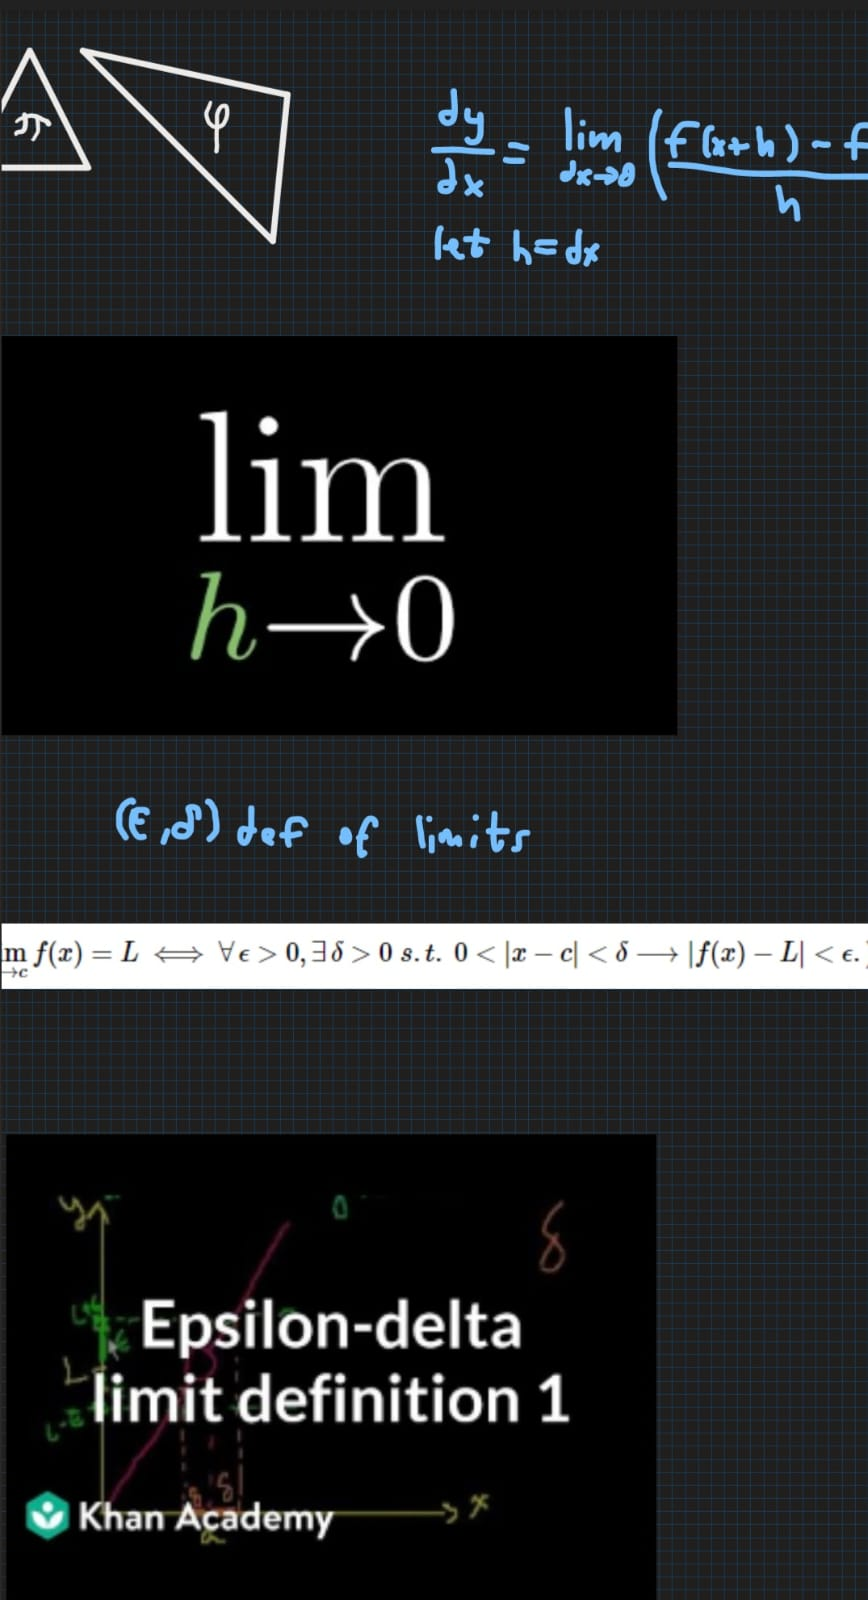 π φ
dy/dx = lim dx→0 (f(x+h) - f
h
let h = dx
lim
h→0
(ϵ,δ) def of limits
m f(x) = L ⟺ ∀ϵ > 0, ∃δ > 0 s.t. 0 < |x − c| < δ ⟶ |f(x) − L| < ϵ.
→c
y 0 δ
L+ε
Epsilon-delta
ε
L
limit definition 1
L-ε
δ δ
Khan Academy x
a